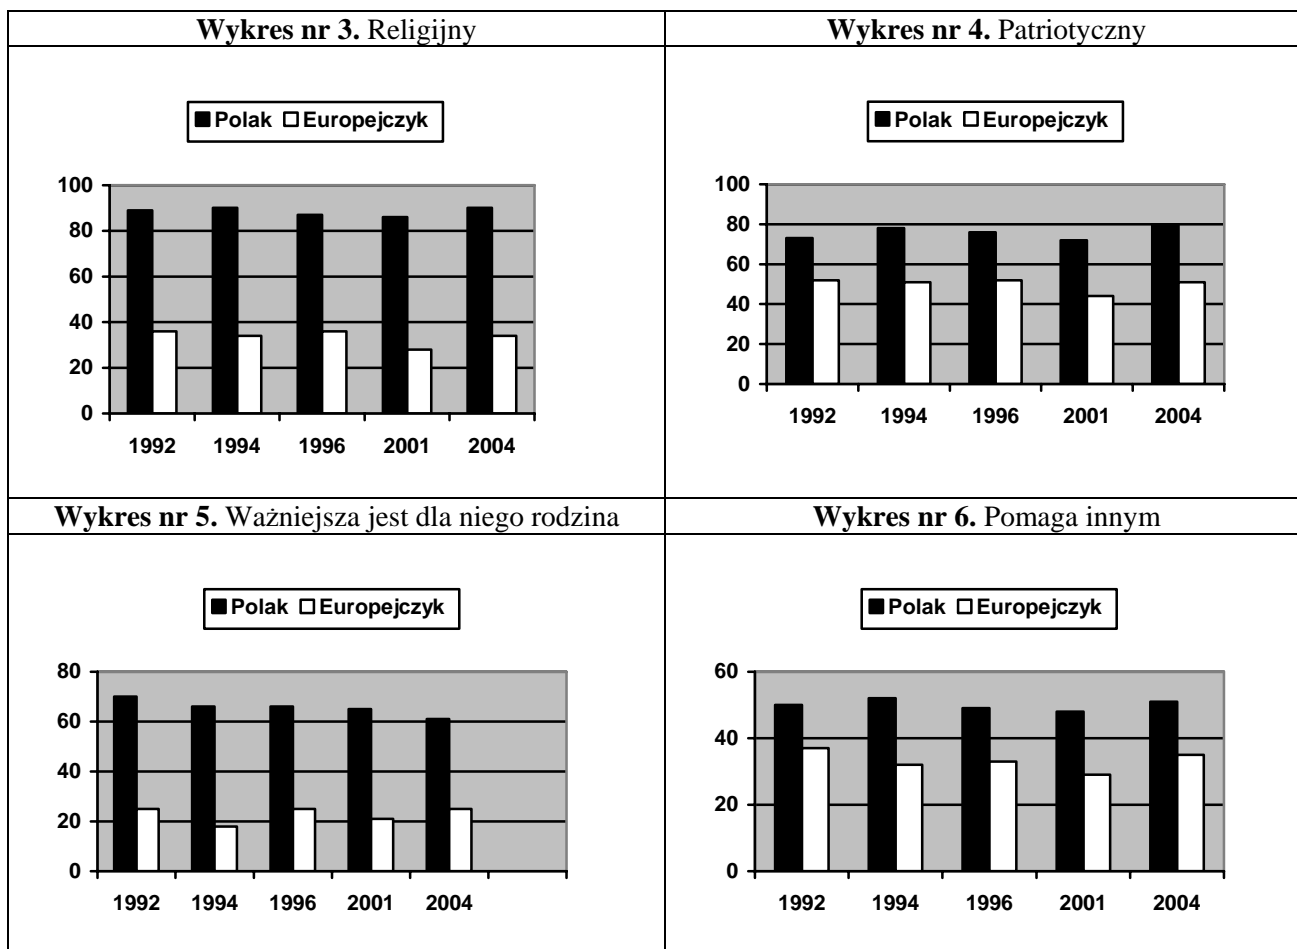 Wykres nr 3. Religijny
Wykres nr 4. Patriotyczny
Polak Europejczyk
100
80
60
40
20
0
1992 1994 1996 2001 2004
Polak Europejczyk
100
80
60
40
20
0
1992 1994 1996 2001 2004
Wykres nr 5. Ważniejsza jest dla niego rodzina
Wykres nr 6. Pomaga innym
Polak Europejczyk
80
60
40
20
0
1992 1994 1996 2001 2004
Polak Europejczyk
60
40
20
0
1992 1994 1996 2001 2004